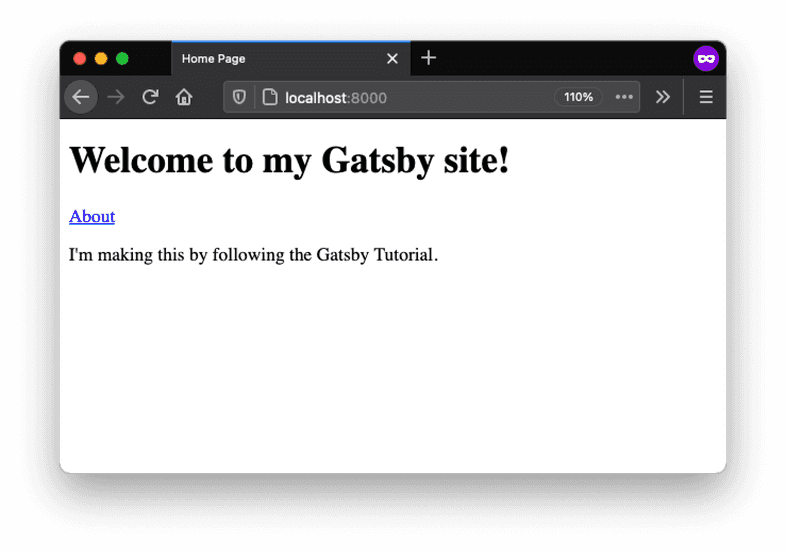 Home Page
localhost:8000
110%
Welcome to my Gatsby site!
About
I'm making this by following the Gatsby Tutorial.